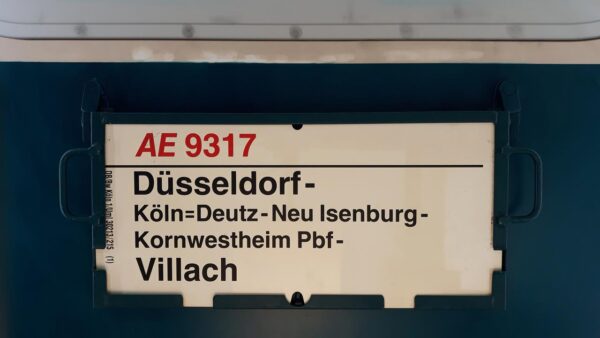 AE 9317
Düsseldorf-
Köln=Deutz-Neu Isenburg-
Kornwestheim Pbf-
Villach